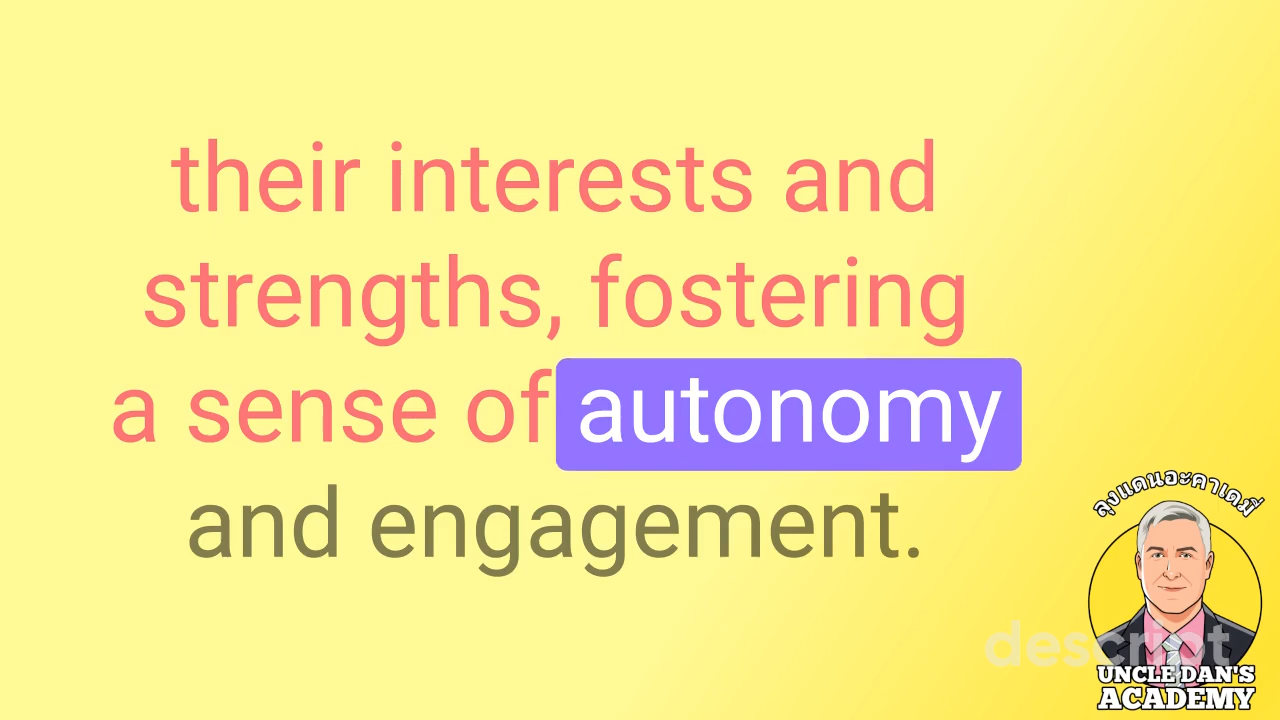 their interests and
strengths, fostering
a sense of autonomy
and engagement.
ลุงแดนอะคาเดมี่
descript
UNCLE DAN'S
ACADEMY